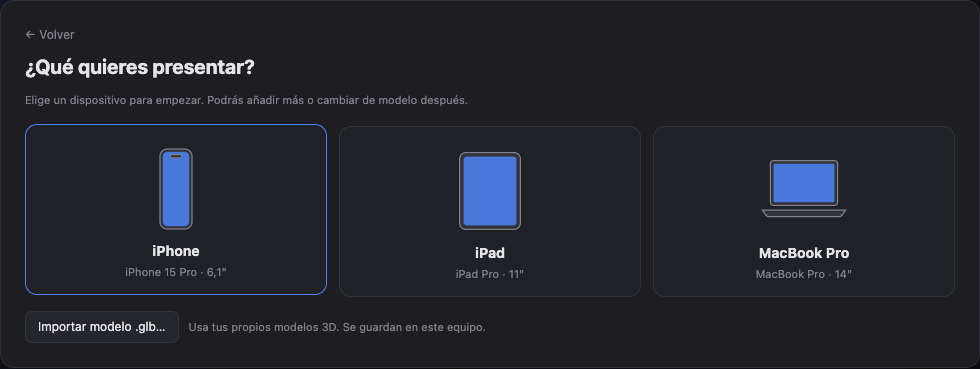 ← Volver
¿Qué quieres presentar?
Elige un dispositivo para empezar. Podrás añadir más o cambiar de modelo después.
iPhone
iPhone 15 Pro · 6,1"
iPad
iPad Pro · 11"
MacBook Pro
MacBook Pro · 14"
Importar modelo .glb...
Usa tus propios modelos 3D. Se guardan en este equipo.